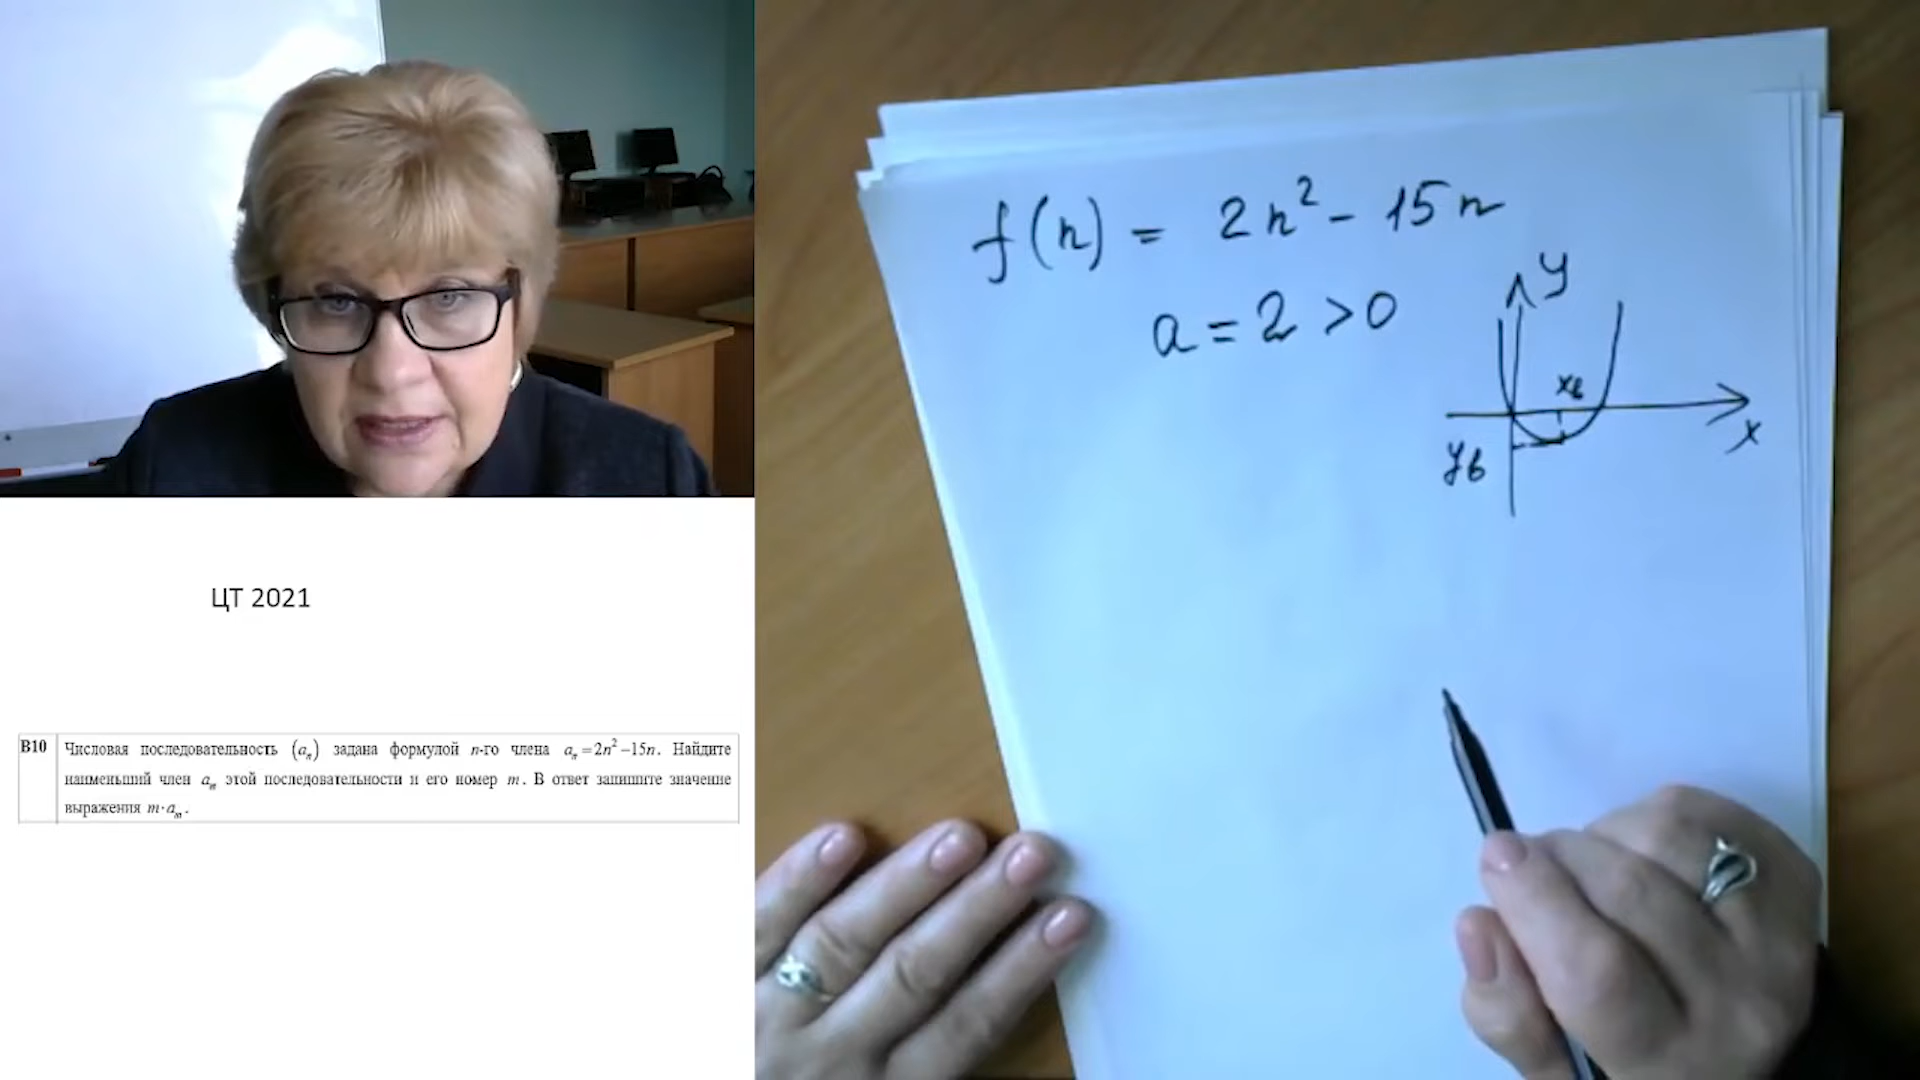 ЦТ 2021
B10 Числовая последовательность (aₙ) задана формулой n-го члена aₙ=2n²−15n. Найдите
наименьший член aₘ этой последовательности и его номер m. В ответ запишите значение
выражения m·aₘ.
f(n) = 2n² - 15n
a = 2 > 0
y
xв
x
yв